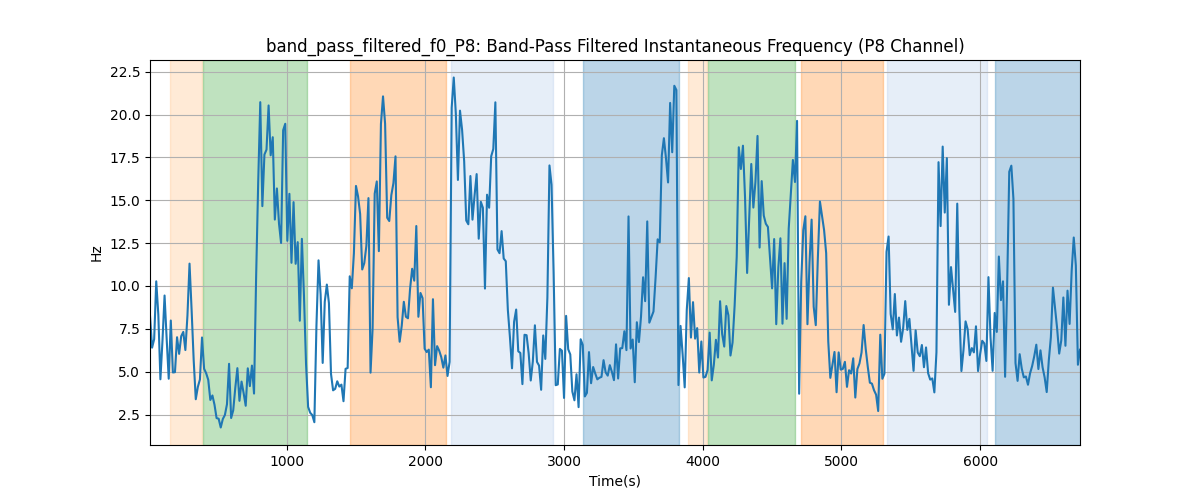 band_pass_filtered_f0_P8: Band-Pass Filtered Instantaneous Frequency (P8 Channel)
22.5
20.0
17.5
15.0
12.5
10.0
7.5
5.0
2.5
Hz
1000 2000 3000 4000 5000 6000
Time(s)